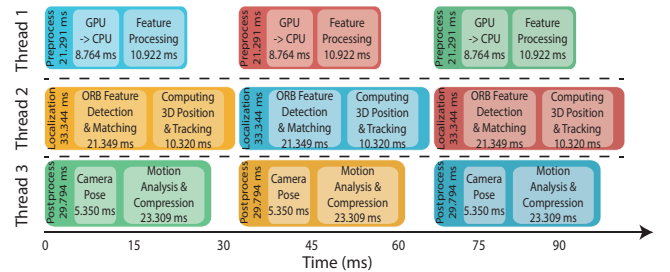 Thread 1
Preprocess
21.291 ms
GPU
-> CPU
8.764 ms
Feature
Processing
10.922 ms
Preprocess
21.291 ms
GPU
-> CPU
8.764 ms
Feature
Processing
10.922 ms
Preprocess
21.291 ms
GPU
-> CPU
8.764 ms
Feature
Processing
10.922 ms
Thread 2
Localization
33.344 ms
ORB Feature
Detection
& Matching
21.349 ms
Computing
3D Position
& Tracking
10.320 ms
Localization
33.344 ms
ORB Feature
Detection
& Matching
21.349 ms
Computing
3D Position
& Tracking
10.320 ms
Localization
33.344 ms
ORB Feature
Detection
& Matching
21.349 ms
Computing
3D Position
& Tracking
10.320 ms
Thread 3
Postprocess
29.794 ms
Camera
Pose
5.350 ms
Motion
Analysis &
Compression
23.309 ms
Postprocess
29.794 ms
Camera
Pose
5.350 ms
Motion
Analysis &
Compression
23.309 ms
Postprocess
29.794 ms
Camera
Pose
5.350 ms
Motion
Analysis &
Compression
23.309 ms
0 15 30 45 60 75 90
Time (ms)